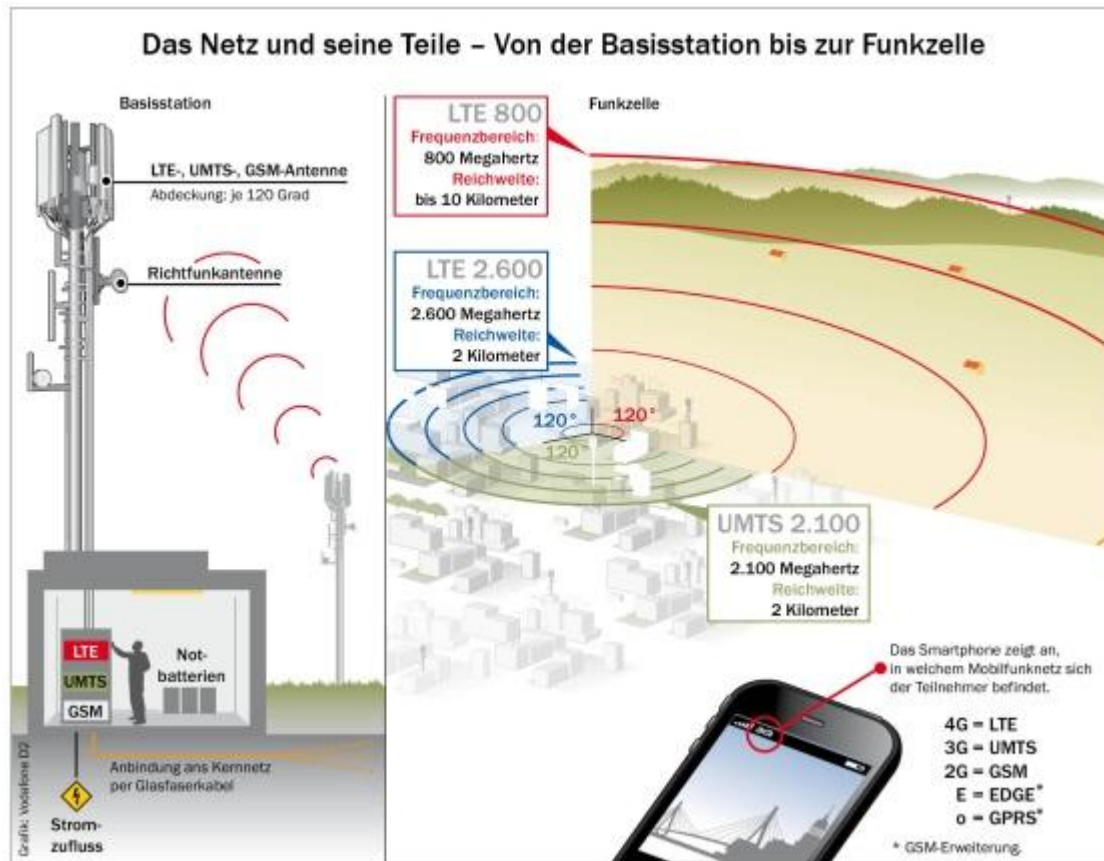 Das Netz und seine Teile – Von der Basisstation bis zur Funkzelle
Basisstation
LTE-, UMTS-, GSM-Antenne
Abdeckung: je 120 Grad
Richtfunkantenne
LTE
UMTS
GSM
Not-
batterien
Anbindung ans Kernnetz
per Glasfaserkabel
Strom-
zufluss
Grafik: Vodafone D2
Funkzelle
LTE 800
Frequenzbereich:
800 Megahertz
Reichweite:
bis 10 Kilometer
LTE 2.600
Frequenzbereich:
2.600 Megahertz
Reichweite:
2 Kilometer
120°
120°
120°
UMTS 2.100
Frequenzbereich:
2.100 Megahertz
Reichweite:
2 Kilometer
Das Smartphone zeigt an,
in welchem Mobilfunknetz sich
der Teilnehmer befindet.
3G
4G = LTE
3G = UMTS
2G = GSM
E = EDGE*
o = GPRS*
* GSM-Erweiterung.